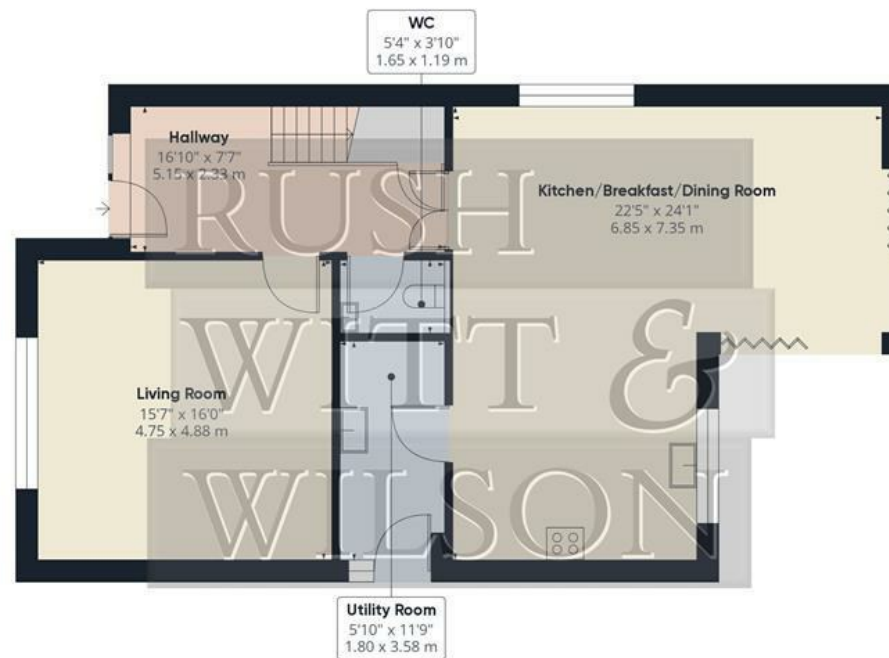 WC
5'4" x 3'10"
1.65 x 1.19 m
Hallway
16'10" x 7'7"
5.15 x 2.33 m
Kitchen/Breakfast/Dining Room
22'5" x 24'1"
6.85 x 7.35 m
RUSH
WITT &
WILSON
Living Room
15'7" x 16'0"
4.75 x 4.88 m
Utility Room
5'10" x 11'9"
1.80 x 3.58 m